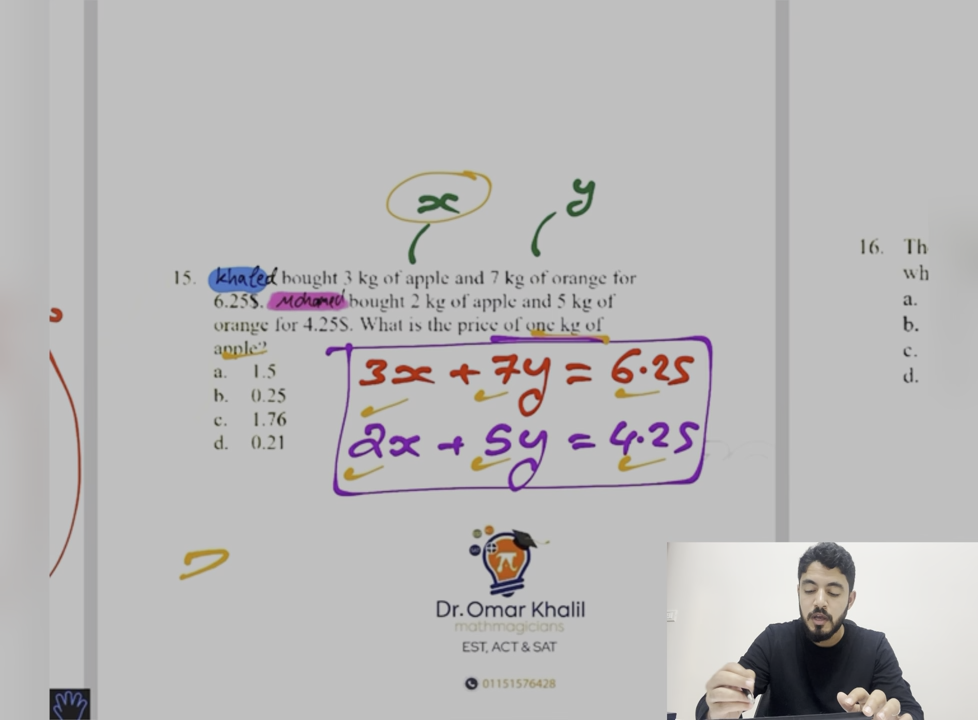 x
y
15. Khaled bought 3 kg of apple and 7 kg of orange for
6.25$. Mohamed bought 2 kg of apple and 5 kg of
orange for 4.25$. What is the price of one kg of
apple?
a. 1.5
b. 0.25
c. 1.76
d. 0.21
3x + 7y = 6.25
2x + 5y = 4.25
16. Th
wh
a.
b.
c.
d.
π
Dr. Omar Khalil
mathmagicians
EST, ACT & SAT
01151576428